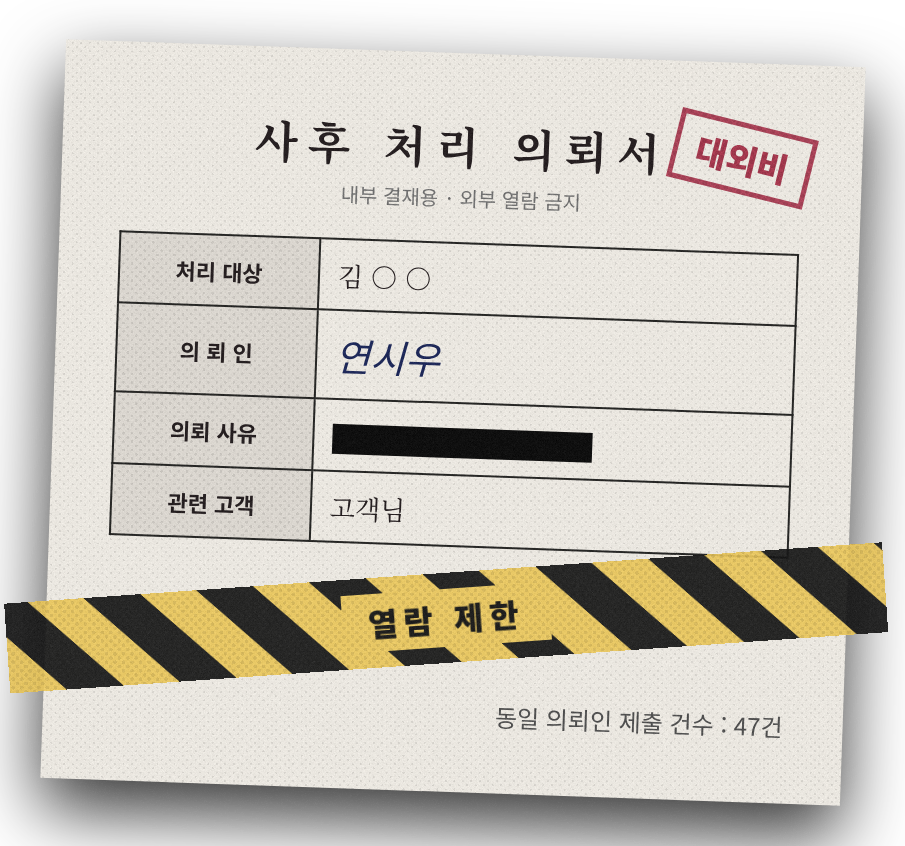 사후 처리 의뢰서
대외비
내부 결재용 · 외부 열람 금지
처리 대상
김 ○ ○
의 뢰 인
연시우
의뢰 사유
관련 고객
고객님
열람 제한
동일 의뢰인 제출 건수 : 47건